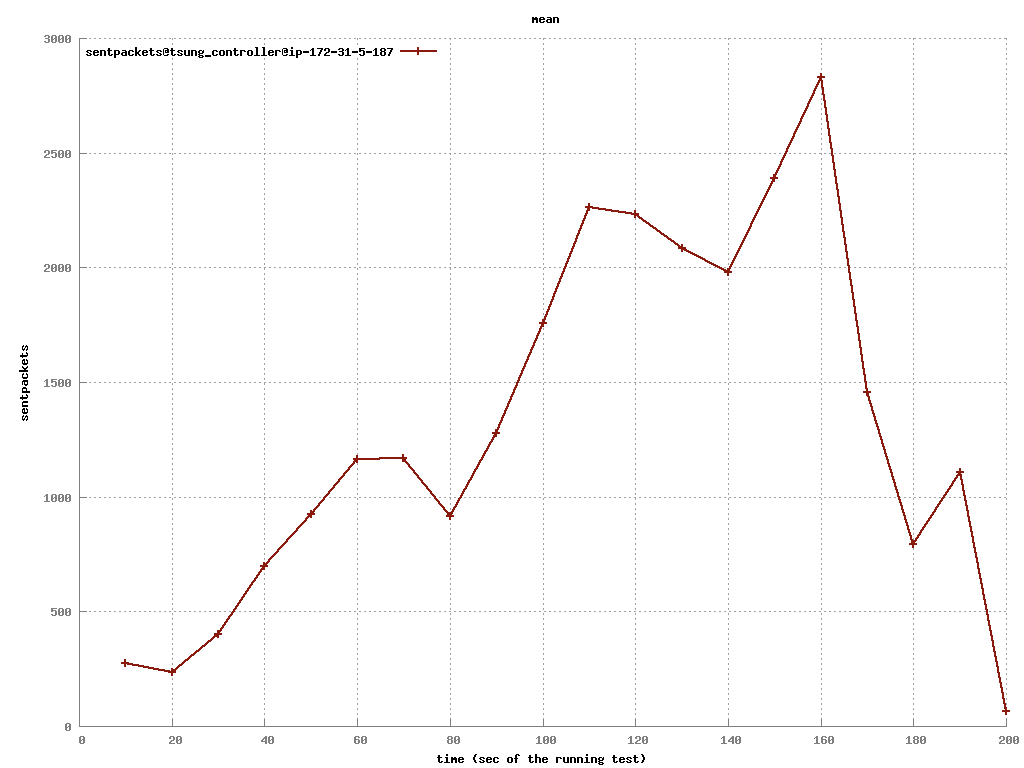 mean
3000
sentpackets@tsung_controller@ip-172-31-5-187
2500
2000
1500
1000
500
0
sentpackets
0 20 40 60 80 100 120 140 160 180 200
time (sec of the running test)